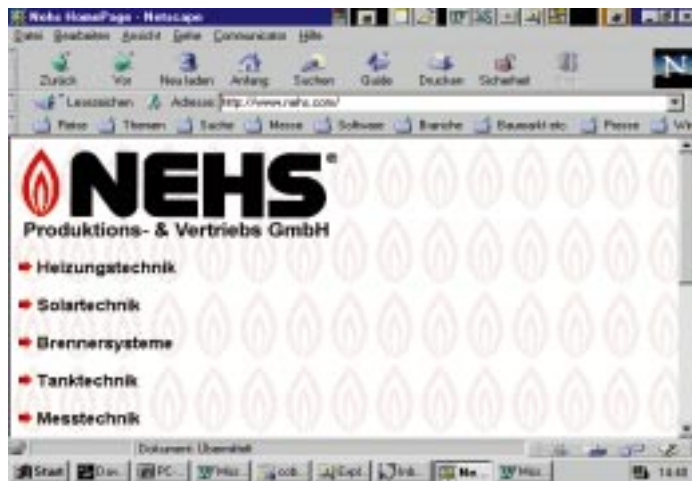 Nehs HomePage - Netscape
Datei Bearbeiten Ansicht Gehe Communicator Hilfe
Zurück Vor Neu laden Anfang Suchen Guide Drucken Sicherheit
Lesezeichen Adresse: http://www.nehs.com/
Reise Themen Suche Messe Software Branche Baumarkt etc Presse
NEHS®
Produktions- & Vertriebs GmbH
Heizungstechnik
Solartechnik
Brennersysteme
Tanktechnik
Messtechnik
Dokument: Übermittelt
Start
14:48